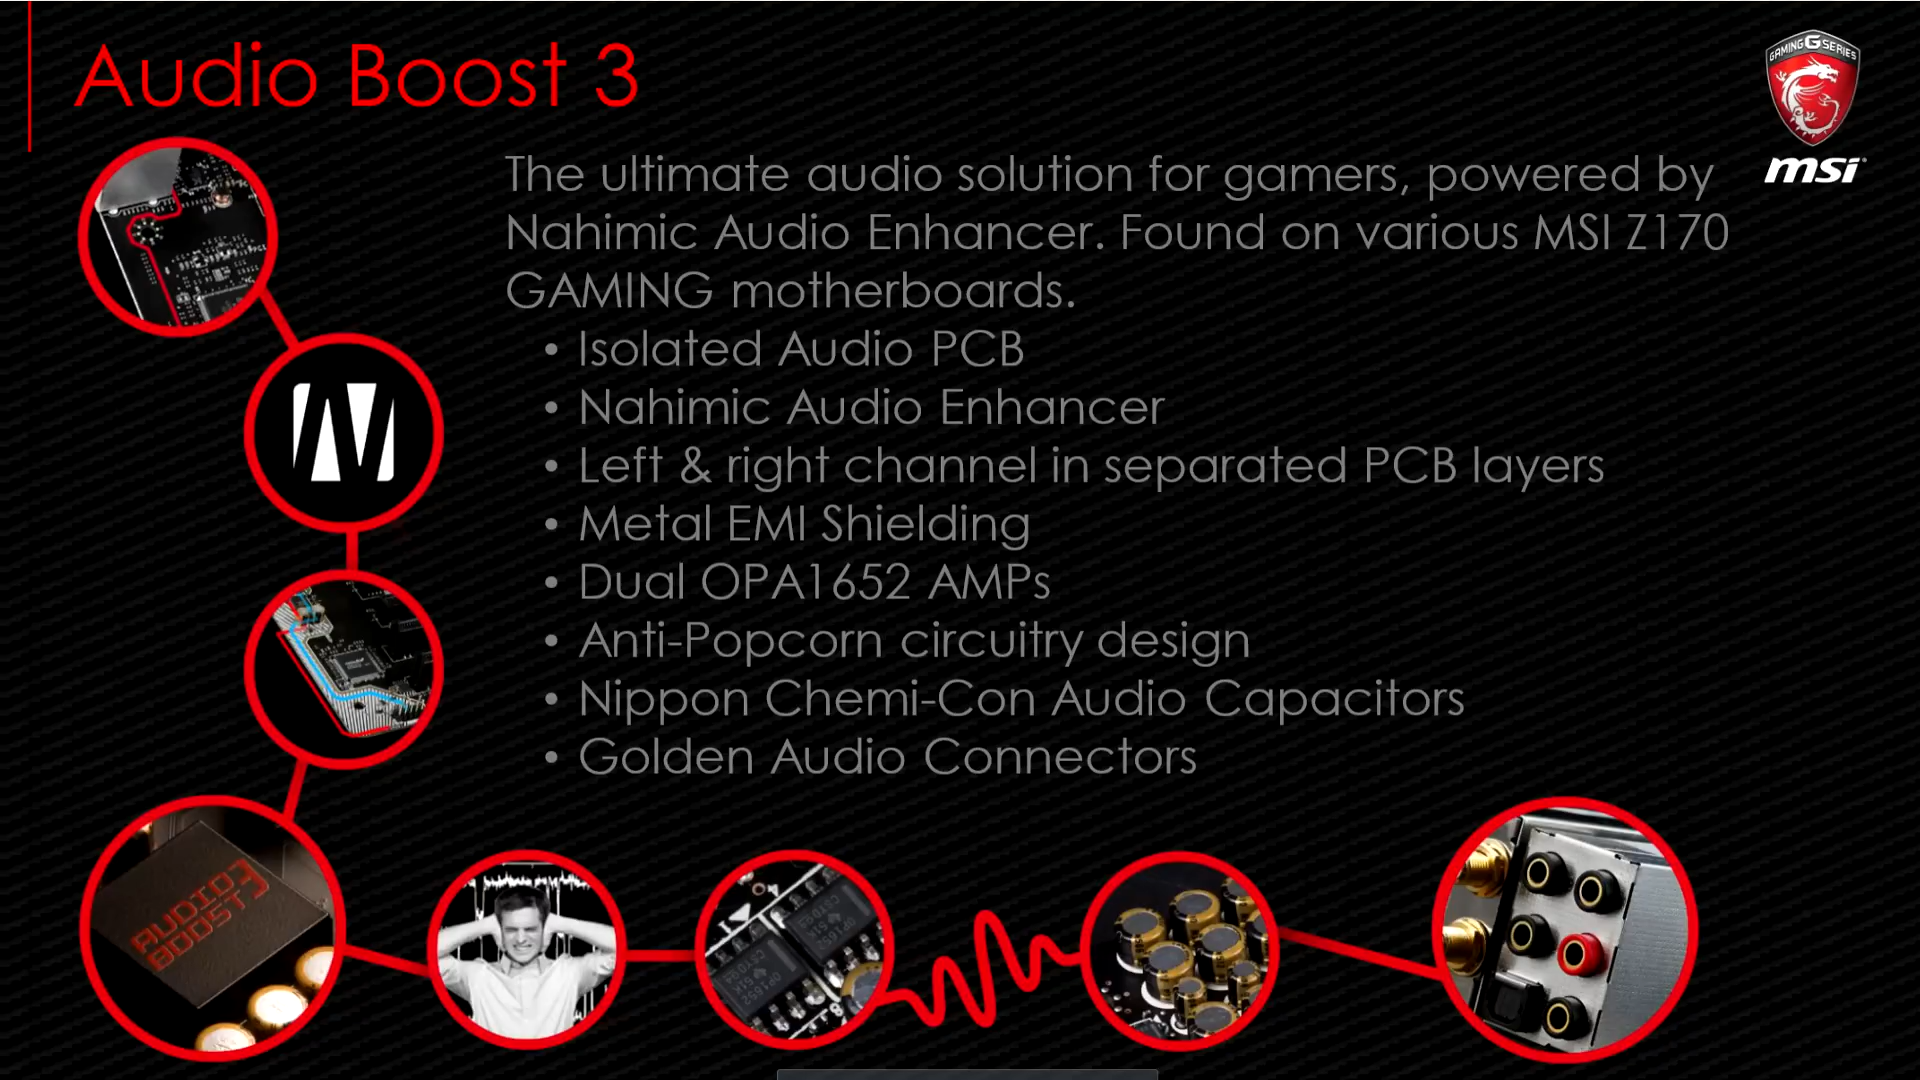 Audio Boost 3
GAMING G SERIES
msi
The ultimate audio solution for gamers, powered by
Nahimic Audio Enhancer. Found on various MSI Z170
GAMING motherboards.
• Isolated Audio PCB
• Nahimic Audio Enhancer
• Left & right channel in separated PCB layers
• Metal EMI Shielding
• Dual OPA1652 AMPs
• Anti-Popcorn circuitry design
• Nippon Chemi-Con Audio Capacitors
• Golden Audio Connectors
AUDIO
BOOST 3